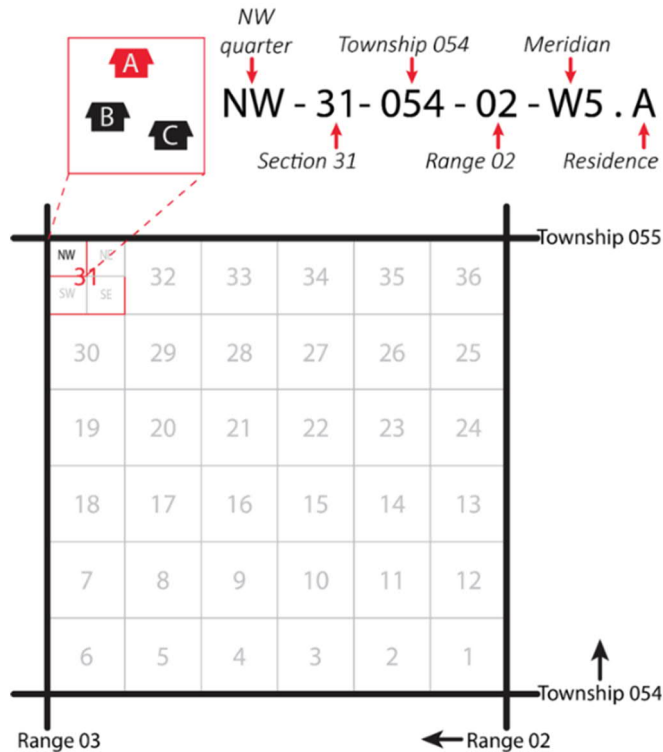 NW
quarter
Township 054
Meridian
A
B
C
NW - 31 - 054 - 02 - W5 . A
Section 31
Range 02
Residence
Township 055
NW NE
31 32 33 34 35 36
SW SE
30 29 28 27 26 25
19 20 21 22 23 24
18 17 16 15 14 13
7 8 9 10 11 12
6 5 4 3 2 1
Township 054
Range 03
Range 02